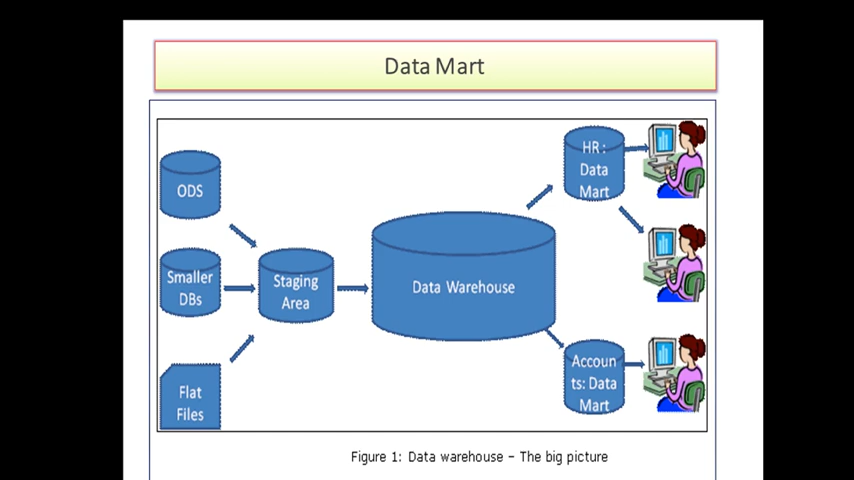 Data Mart
ODS
Smaller
DBs
Flat
Files
Staging
Area
Data Warehouse
HR :
Data
Mart
Accoun
ts: Data
Mart
Figure 1: Data warehouse – The big picture